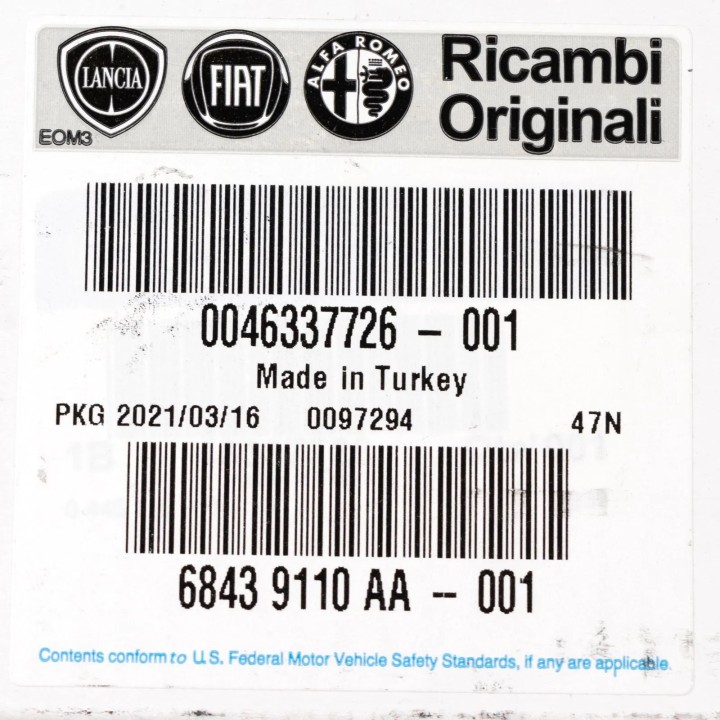 LANCIA FIAT ALFA ROMEO Ricambi
EOM3 Originali
0046337726 - 001
Made in Turkey
PKG 2021/03/16 0097294 47N
6843 9110 AA -- 001
Contents conform to U.S. Federal Motor Vehicle Safety Standards, if any are applicable.